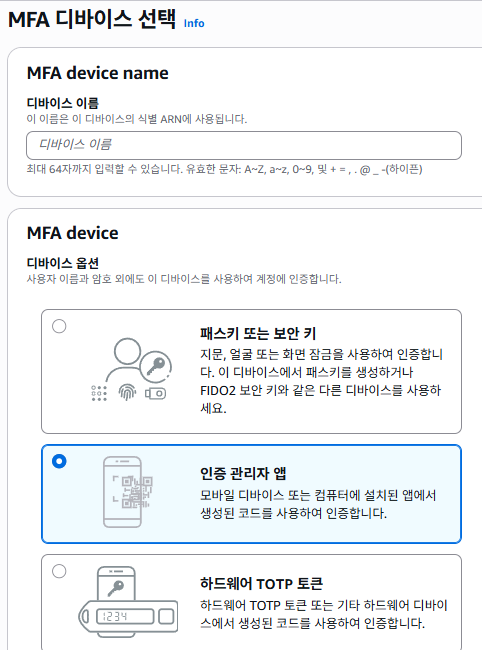 MFA 디바이스 선택 Info
MFA device name
디바이스 이름
이 이름은 이 디바이스의 식별 ARN에 사용됩니다.
디바이스 이름
최대 64자까지 입력할 수 있습니다. 유효한 문자: A~Z, a~z, 0~9, 및 + = , . @ _ -(하이픈)
MFA device
디바이스 옵션
사용자 이름과 암호 외에도 이 디바이스를 사용하여 계정에 인증합니다.
패스키 또는 보안 키
지문, 얼굴 또는 화면 잠금을 사용하여 인증합니
다. 이 디바이스에서 패스키를 생성하거나
FIDO2 보안 키와 같은 다른 디바이스를 사용하
세요.
인증 관리자 앱
모바일 디바이스 또는 컴퓨터에 설치된 앱에서
생성된 코드를 사용하여 인증합니다.
하드웨어 TOTP 토큰
1234
하드웨어 TOTP 토큰 또는 기타 하드웨어 디바이
스에서 생성된 코드를 사용하여 인증합니다.